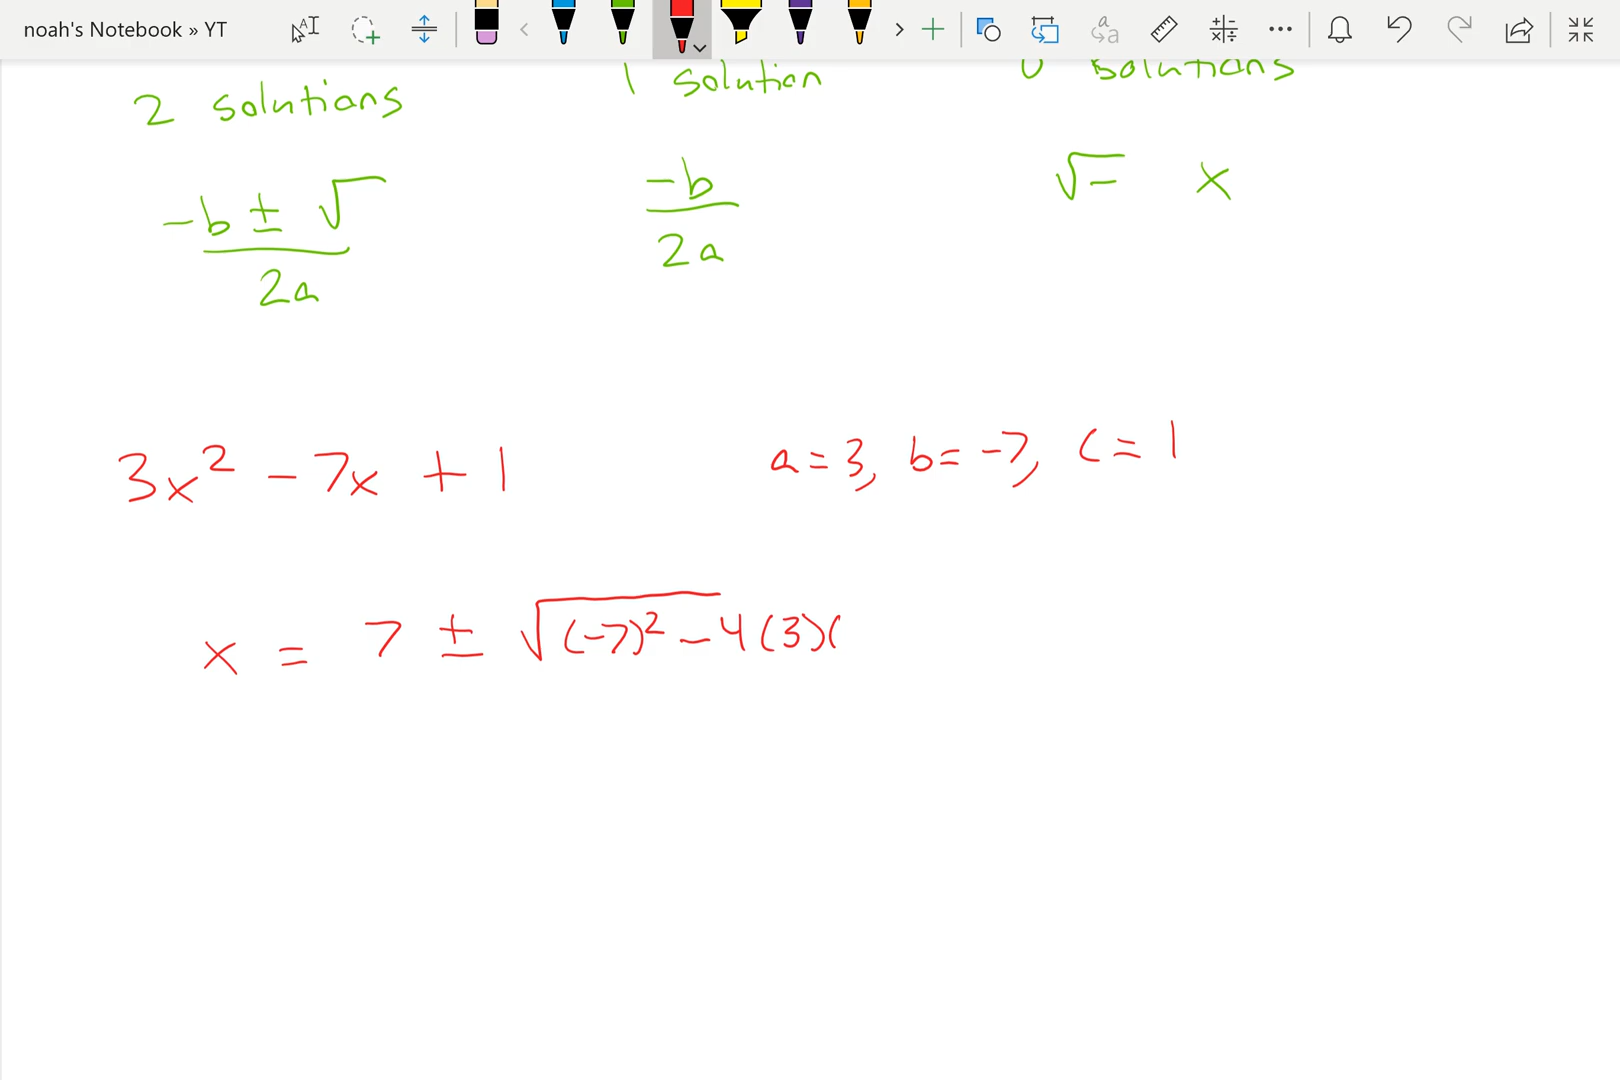 noah's Notebook » YT
2 solutions 1 solution 0 solutions
-b ± √ / 2a -b / 2a √- x
3x² - 7x + 1 a = 3, b = -7, c = 1
x = 7 ± √(-7)² - 4(3)(